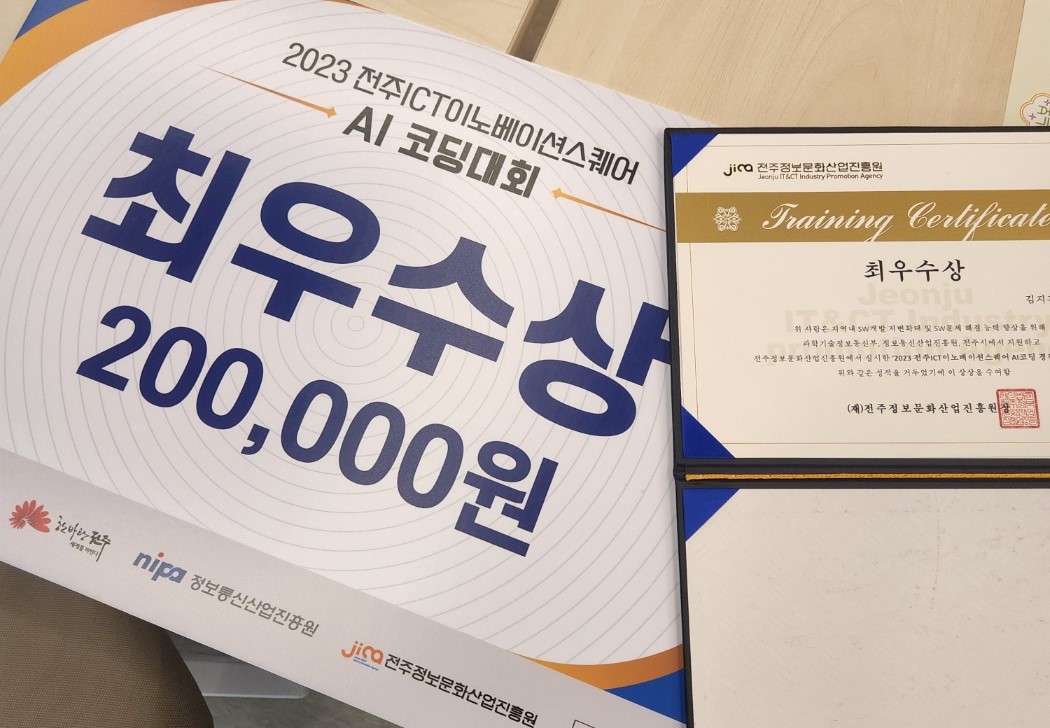 2023 전주ICT이노베이션스퀘어
AI 코딩대회
최우수상
200,000원
한바탕 전주
세계를 비빈다
nipa 정보통신산업진흥원
jica 전주정보문화산업진흥원
jica 전주정보문화산업진흥원
Jeonju IT&CT Industry Promotion Agency
Training Certificate
최우수상
김지
Jeonju
IT&CT Industry
위 사람은 지역내 SW개발 저변확대 및 SW문제 해결 능력 향상을 위해
과학기술정보통신부, 정보통신산업진흥원, 전주시에서 지원하고
전주정보문화산업진흥원에서 실시한 '2023 전주ICT이노베이션스퀘어 AI코딩
위와 같은 성적을 거두었기에 이 상장을 수여함
(재)전주정보문화산업진흥원장